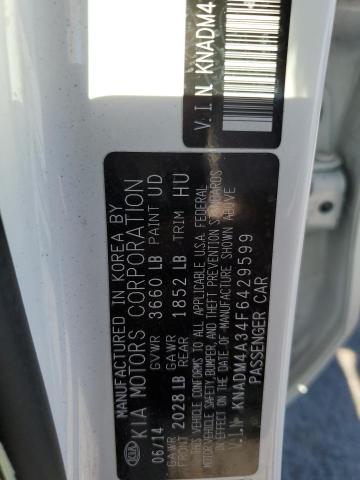 V.I.N KNADM4
MANUFACTURED IN KOREA BY
KIA KIA MOTORS CORPORATION
06/14 GVWR 3660 LB PAINT UD
GAWR FRONT 2028 LB GAWR REAR 1852 LB TRIM HU
THIS VEHICLE CONFORMS TO ALL APPLICABLE U.S.A. FEDERAL
MOTOR VEHICLE SAFETY, BUMPER, AND THEFT PREVENTION STANDARDS
IN EFFECT ON THE DATE OF MANUFACTURE SHOWN ABOVE
V.I.N KNADM4A34F6429599
PASSENGER CAR